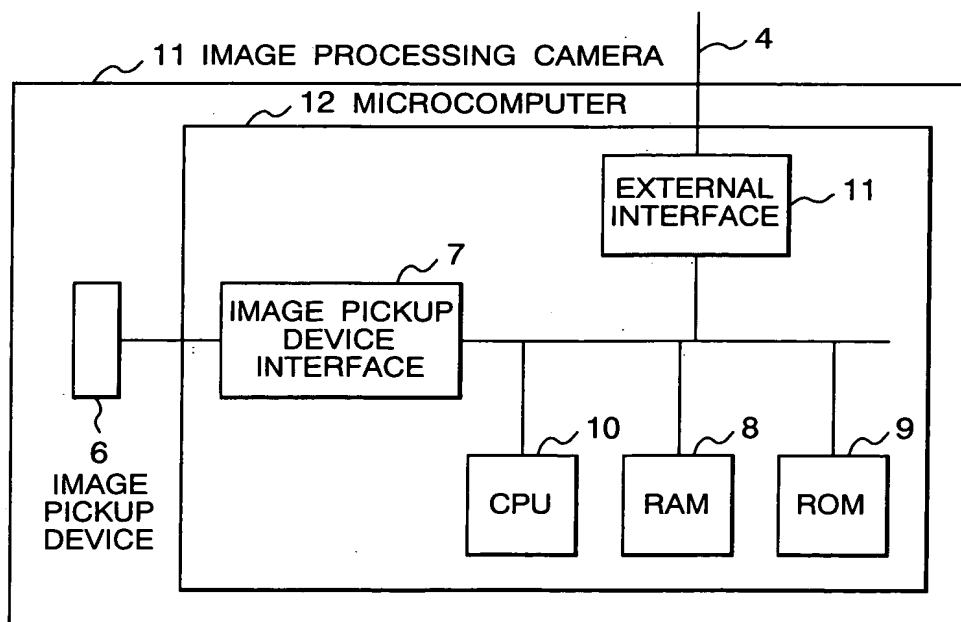 4
11 IMAGE PROCESSING CAMERA
12 MICROCOMPUTER
EXTERNAL
INTERFACE
11
7
IMAGE PICKUP
DEVICE
INTERFACE
6
IMAGE
PICKUP
DEVICE
10
CPU
8
RAM
9
ROM